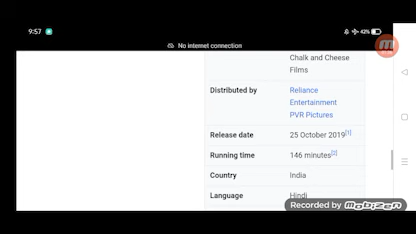 9:57
42%
No internet connection
Chalk and Cheese
Films
Distributed by Reliance
Entertainment
PVR Pictures
Release date 25 October 2019[1]
Running time 146 minutes[2]
Country India
Language Hindi
Recorded by Mobizen